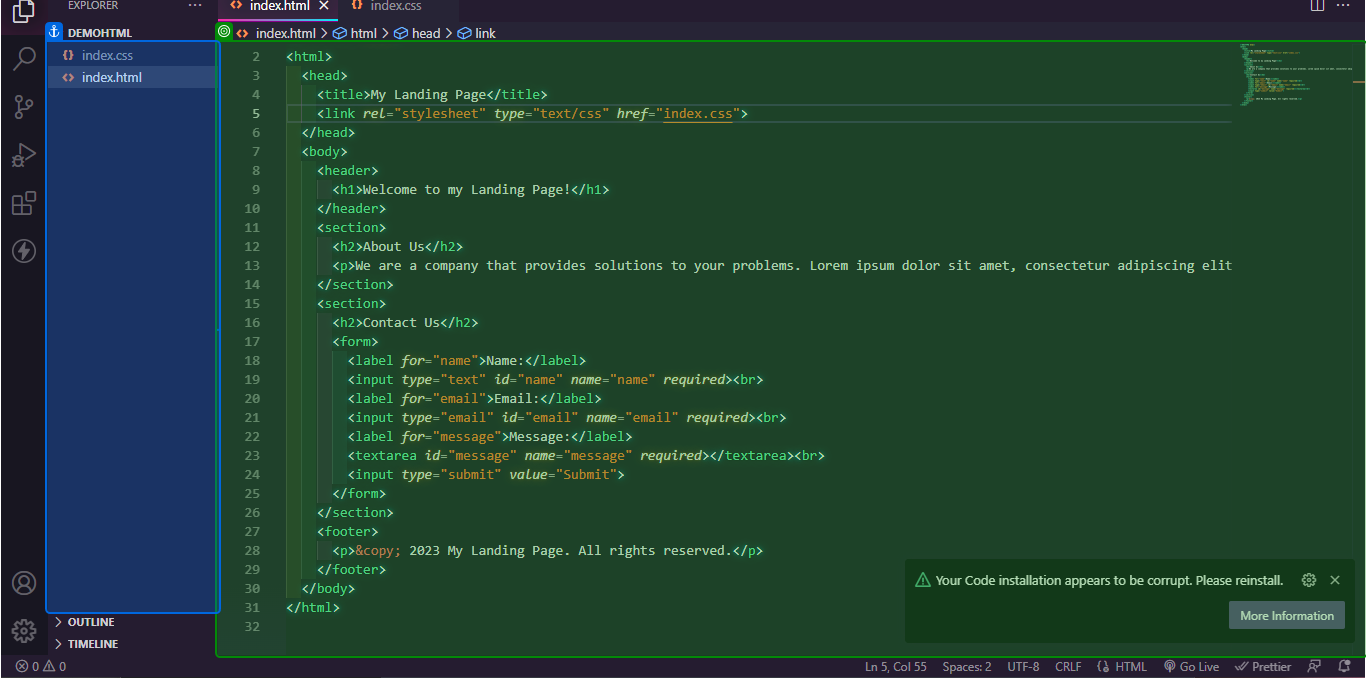 EXPLORER ···
index.html ✕ index.css ···
DEMOHTML
index.css
index.html
index.html > html > head > link
2 <html>
3 <head>
4 <title>My Landing Page</title>
5 <link rel="stylesheet" type="text/css" href="index.css">
6 </head>
7 <body>
8 <header>
9 <h1>Welcome to my Landing Page!</h1>
10 </header>
11 <section>
12 <h2>About Us</h2>
13 <p>We are a company that provides solutions to your problems. Lorem ipsum dolor sit amet, consectetur adipiscing elit
14 </section>
15 <section>
16 <h2>Contact Us</h2>
17 <form>
18 <label for="name">Name:</label>
19 <input type="text" id="name" name="name" required><br>
20 <label for="email">Email:</label>
21 <input type="email" id="email" name="email" required><br>
22 <label for="message">Message:</label>
23 <textarea id="message" name="message" required></textarea><br>
24 <input type="submit" value="Submit">
25 </form>
26 </section>
27 <footer>
28 <p>&copy; 2023 My Landing Page. All rights reserved.</p>
29 </footer>
30 </body>
31 </html>
32
Your Code installation appears to be corrupt. Please reinstall.
More Information
OUTLINE
TIMELINE
0 0 Ln 5, Col 55 Spaces: 2 UTF-8 CRLF HTML Go Live Prettier